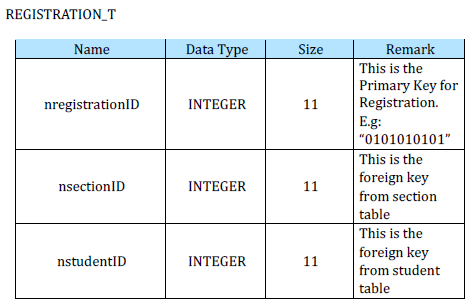 REGISTRATION_T
Name Data Type Size Remark
nregistrationID INTEGER 11 This is the
Primary Key for
Registration.
E.g:
“0101010101”
nsectionID INTEGER 11 This is the
foreign key
from section
table
nstudentID INTEGER 11 This is the
foreign key
from student
table